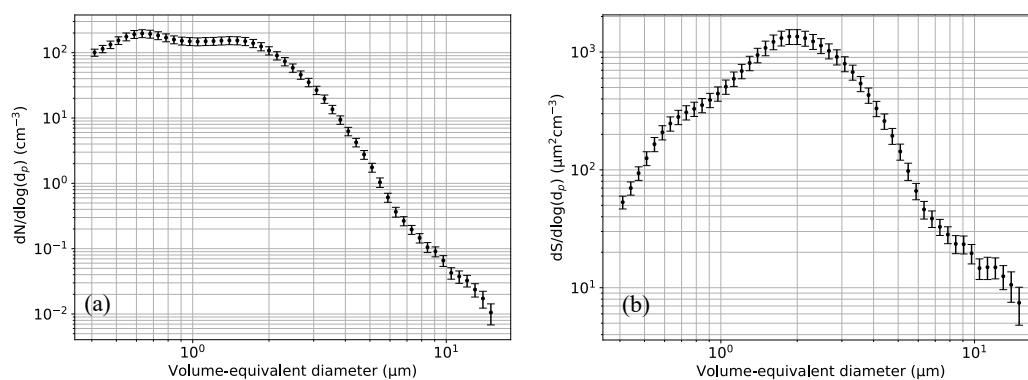 10²
10¹
10⁰
10⁻¹
10⁻²
dN/dlog(dₚ) (cm⁻³)
(a)
10⁰
10¹
Volume-equivalent diameter (μm)
10³
10²
10¹
dS/dlog(dₚ) (μm²cm⁻³)
(b)
10⁰
10¹
Volume-equivalent diameter (μm)